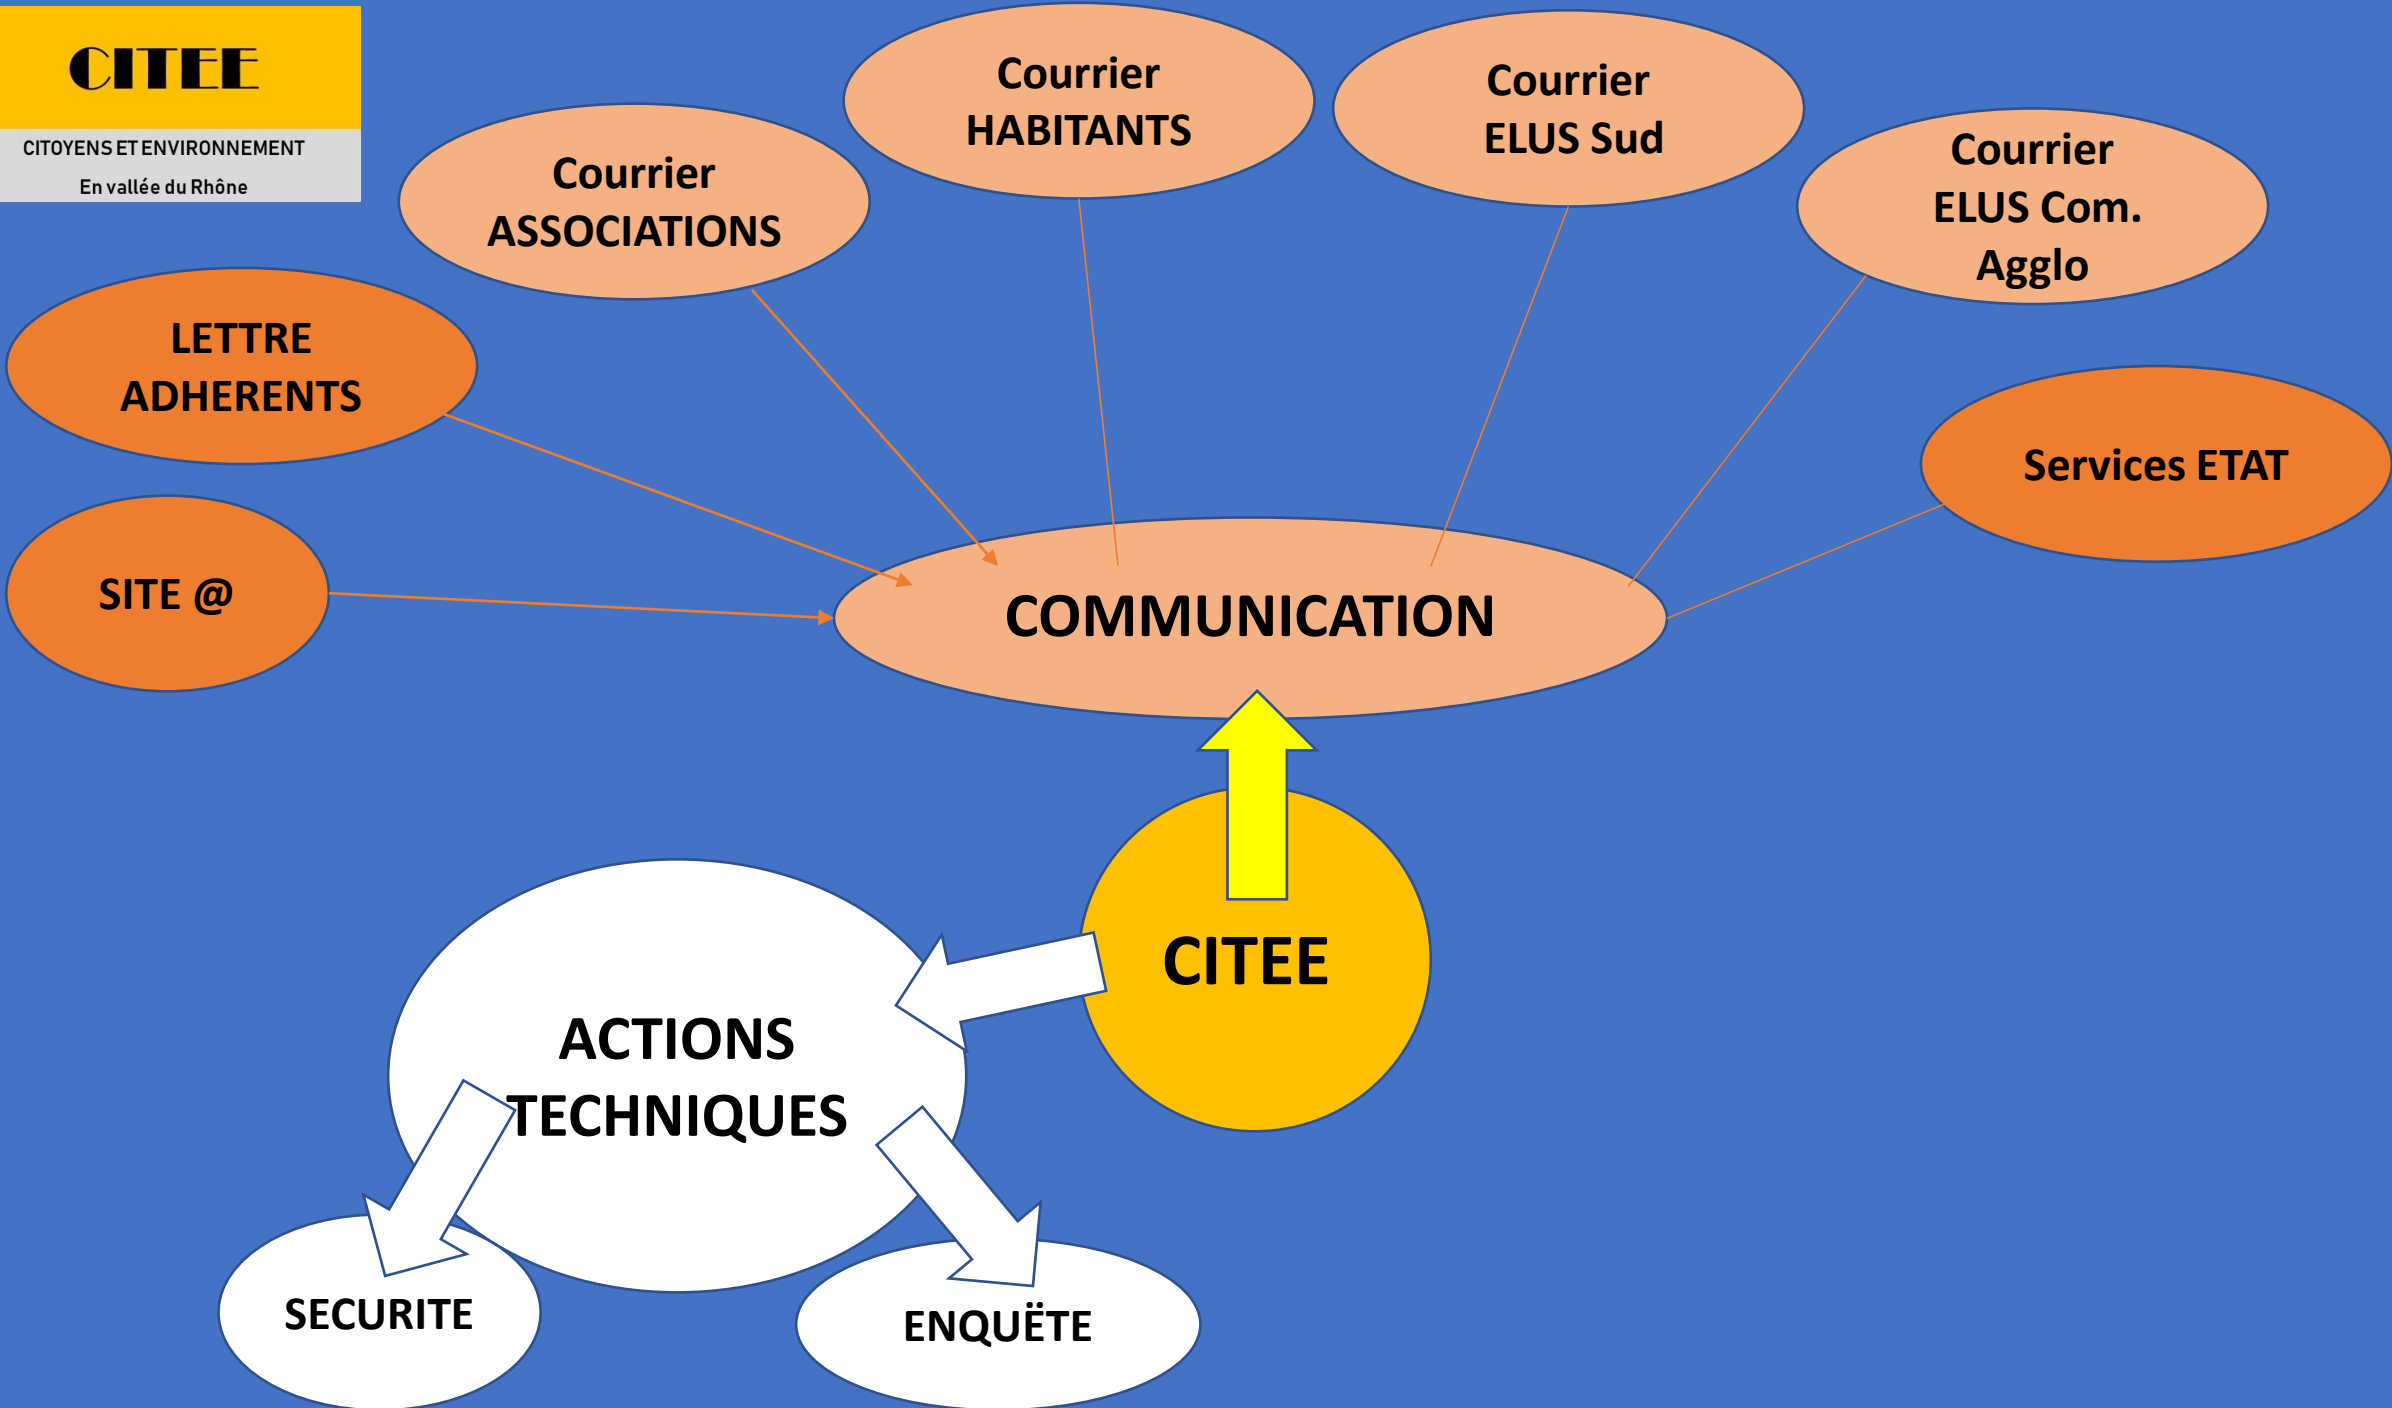 CITEE
CITOYENS ET ENVIRONNEMENT
En vallée du Rhône
Courrier
HABITANTS
Courrier
ELUS Sud
Courrier
ASSOCIATIONS
Courrier
ELUS Com.
Agglo
LETTRE
ADHERENTS
Services ETAT
SITE @
COMMUNICATION
CITEE
ACTIONS
TECHNIQUES
SECURITE
ENQUËTE